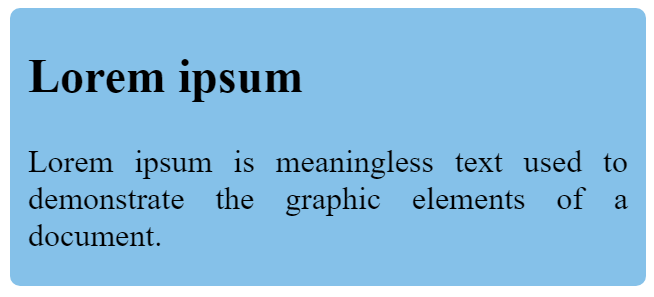 Lorem ipsum
Lorem ipsum is meaningless text used to
demonstrate the graphic elements of a
document.